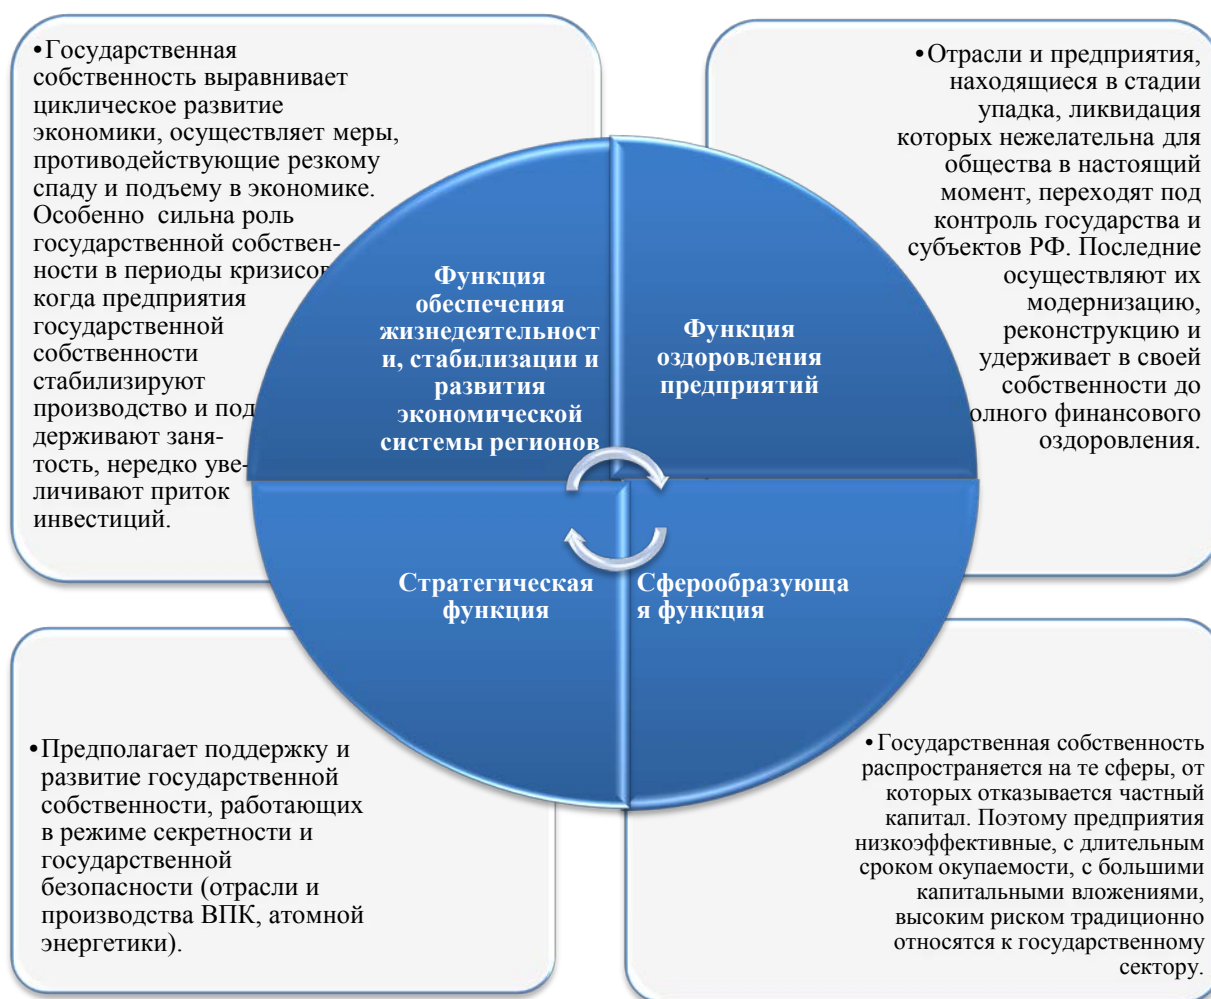 •Государственная
собственность выравнивает
циклическое развитие
экономики, осуществляет меры,
противодействующие резкому
спаду и подъему в экономике.
Особенно сильна роль
государственной собствен-
ности в периоды кризисов
когда предприятия
государственной
собственности
стабилизируют
производство и под
держивают заня-
тость, нередко уве-
личивают приток
инвестиций.
•Отрасли и предприятия,
находящиеся в стадии
упадка, ликвидация
которых нежелательна для
общества в настоящий
момент, переходят под
контроль государства и
субъектов РФ. Последние
осуществляют их
модернизацию,
реконструкцию и
удерживает в своей
собственности до
олного финансового
оздоровления.
Функция
обеспечения
жизнедеятельност
и, стабилизации и
развития
экономической
системы регионов
Функция
оздоровления
предприятий
Стратегическая
функция
Сферообразующа
я функция
•Предполагает поддержку и
развитие государственной
собственности, работающих
в режиме секретности и
государственной
безопасности (отрасли и
производства ВПК, атомной
энергетики).
•Государственная собственность
распространяется на те сферы, от
которых отказывается частный
капитал. Поэтому предприятия
низкоэффективные, с длительным
сроком окупаемости, с большими
капитальными вложениями,
высоким риском традиционно
относятся к государственному
сектору.